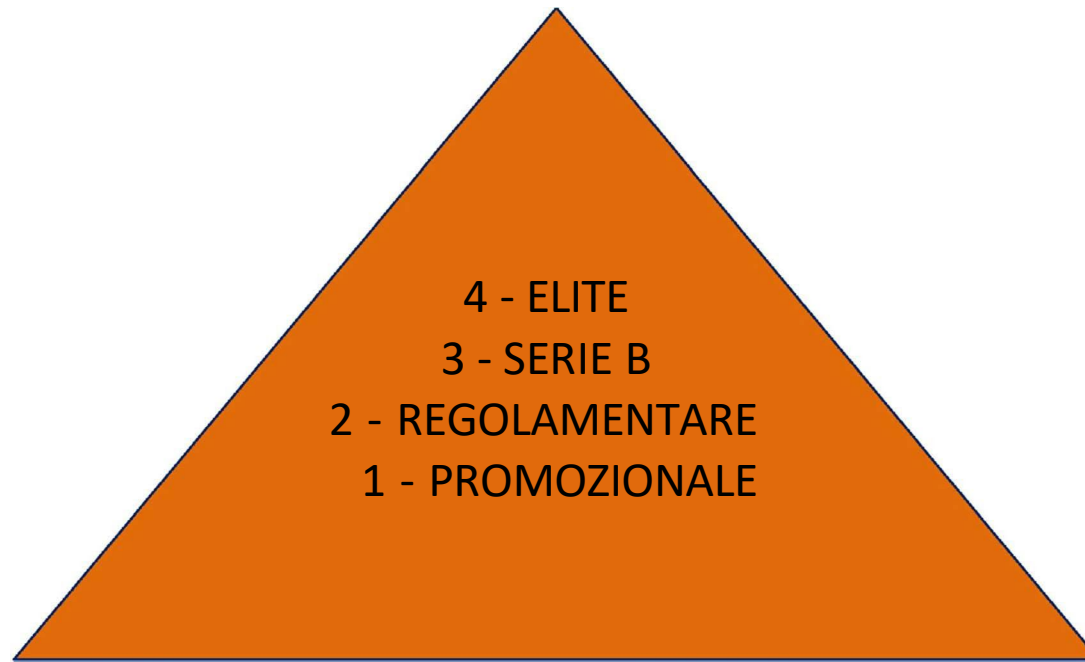 4 - ELITE
3 - SERIE B
2 - REGOLAMENTARE
1 - PROMOZIONALE